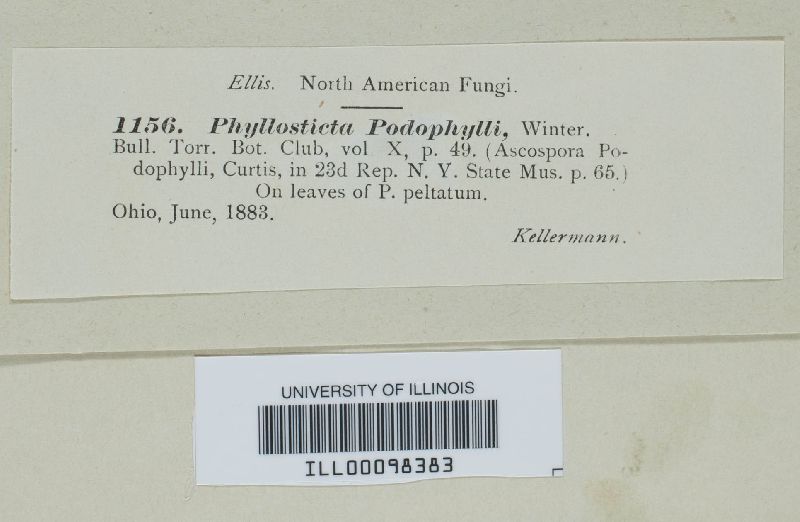 Ellis. North American Fungi.
1156. Phyllosticta Podophylli, Winter.
Bull. Torr. Bot. Club, vol X, p. 49. (Ascospora Po-
dophylli, Curtis, in 23d Rep. N. Y. State Mus. p. 65.)
On leaves of P. peltatum.
Ohio, June, 1883.
Kellermann.
UNIVERSITY OF ILLINOIS
ILL00098383